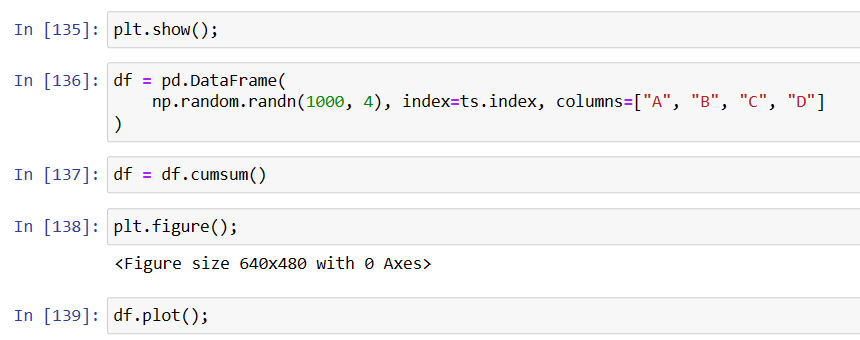 In [135]: plt.show();
In [136]: df = pd.DataFrame(
    np.random.randn(1000, 4), index=ts.index, columns=["A", "B", "C", "D"]
)
In [137]: df = df.cumsum()
In [138]: plt.figure();
<Figure size 640x480 with 0 Axes>
In [139]: df.plot();